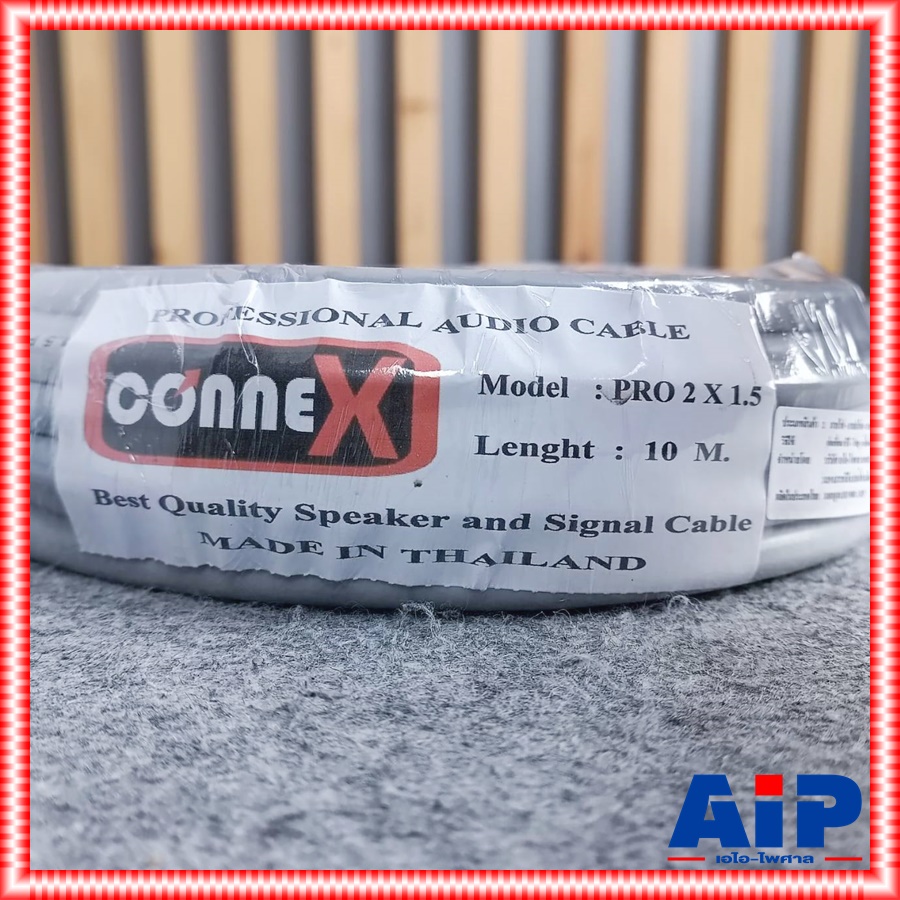 PROFESSIONAL AUDIO CABLE
CONNEX
Model : PRO 2 X 1.5
Lenght : 10 M.
Best Quality Speaker and Signal Cable
MADE IN THAILAND
AiP
เอไอ-ไพศาล